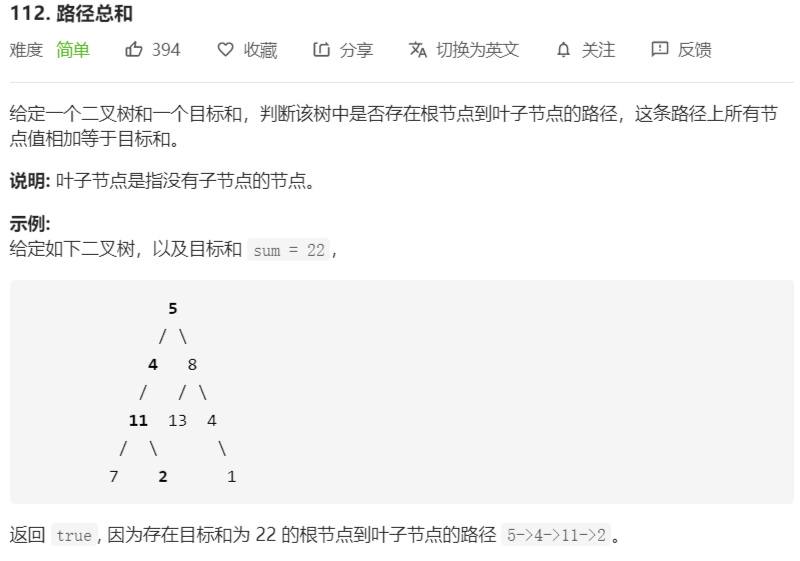 112. 路径总和
难度 简单 394 收藏 分享 切换为英文 关注 反馈
给定一个二叉树和一个目标和，判断该树中是否存在根节点到叶子节点的路径，这条路径上所有节
点值相加等于目标和。
说明: 叶子节点是指没有子节点的节点。
示例:
给定如下二叉树，以及目标和 sum = 22，
5
/ \
4 8
/ / \
11 13 4
/ \ \
7 2 1
返回 true, 因为存在目标和为 22 的根节点到叶子节点的路径 5->4->11->2。